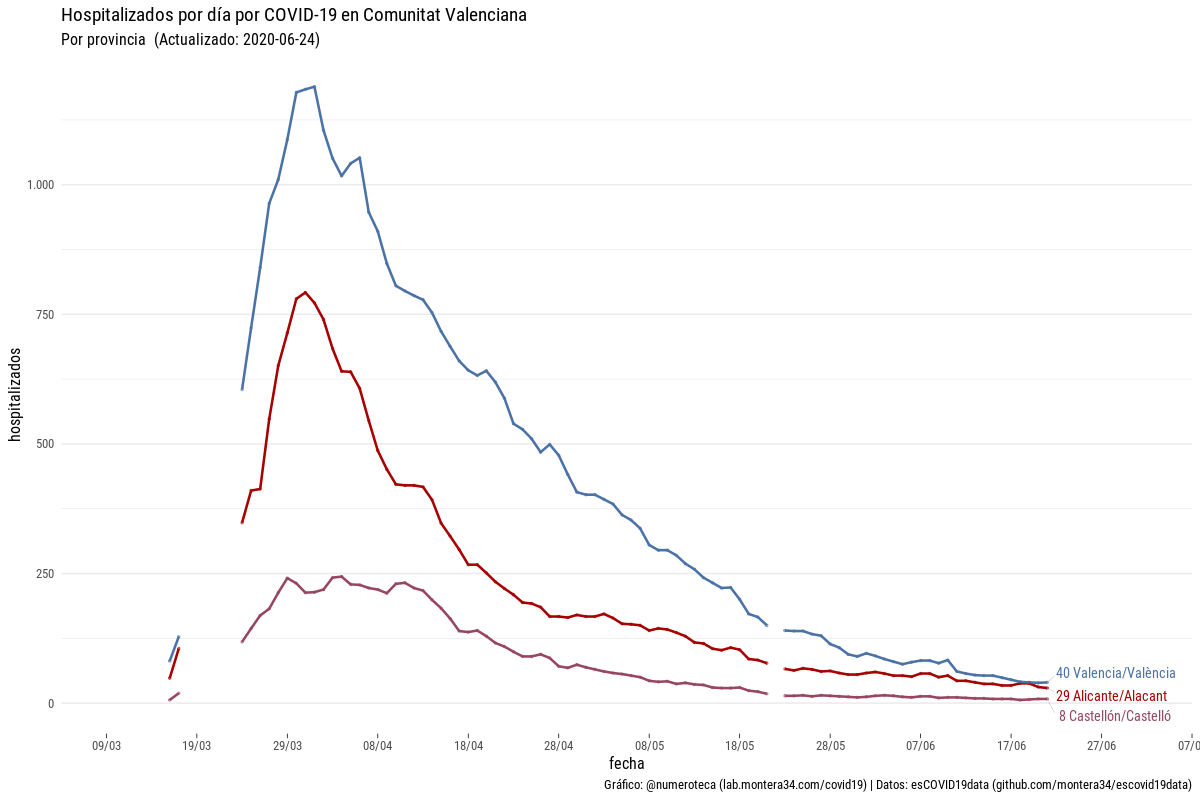 Hospitalizados por día por COVID-19 en Comunitat Valenciana
Por provincia  (Actualizado: 2020-06-24)
hospitalizados
1.000
750
500
250
0
40 Valencia/València
29 Alicante/Alacant
8 Castellón/Castelló
09/03
19/03
29/03
08/04
18/04
28/04
08/05
18/05
28/05
07/06
17/06
27/06
07/0
fecha
Gráfico: @numeroteca (lab.montera34.com/covid19) | Datos: esCOVID19data (github.com/montera34/escovid19data)